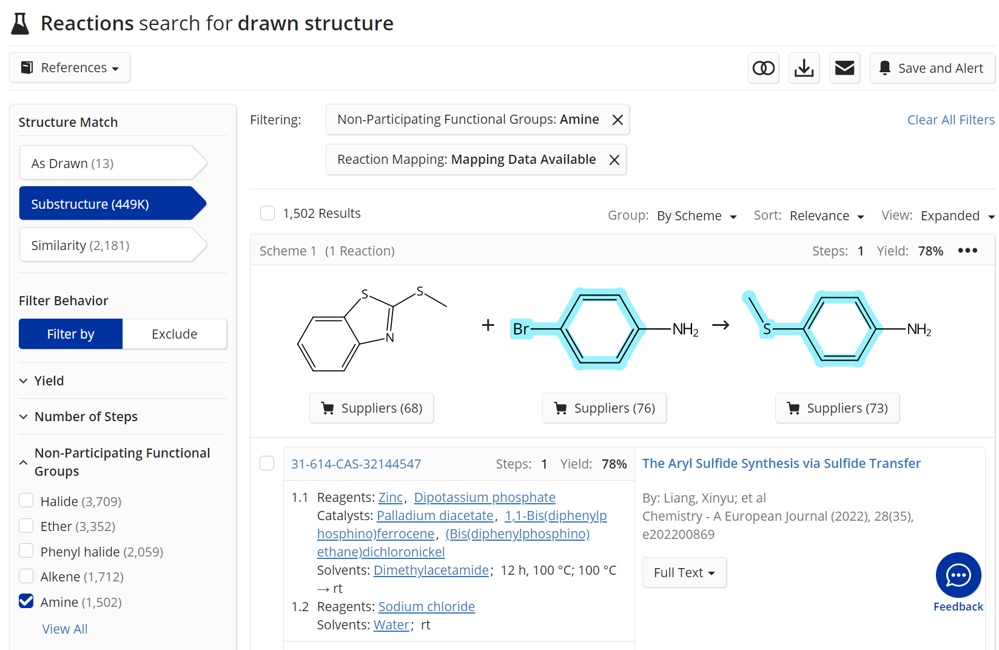 Reactions search for drawn structure
References
Save and Alert
Structure Match
As Drawn (13)
Substructure (449K)
Similarity (2,181)
Filter Behavior
Filter by
Exclude
Yield
Number of Steps
Non-Participating Functional
Groups
Halide (3,709)
Ether (3,352)
Phenyl halide (2,059)
Alkene (1,712)
Amine (1,502)
View All
Filtering:
Non-Participating Functional Groups: Amine
Clear All Filters
Reaction Mapping: Mapping Data Available
1,502 Results
Group: By Scheme
Sort: Relevance
View: Expanded
Scheme 1 (1 Reaction)
Steps: 1 Yield: 78%
S
S
N
+
Br
NH2
→
S
NH2
Suppliers (68)
Suppliers (76)
Suppliers (73)
31-614-CAS-32144547
Steps: 1 Yield: 78%
1.1 Reagents: Zinc, Dipotassium phosphate
Catalysts: Palladium diacetate, 1,1-Bis(diphenylp
hosphino)ferrocene, (Bis(diphenylphosphino)
ethane)dichloronickel
Solvents: Dimethylacetamide; 12 h, 100 °C; 100 °C
→ rt
1.2 Reagents: Sodium chloride
Solvents: Water; rt
The Aryl Sulfide Synthesis via Sulfide Transfer
By: Liang, Xinyu; et al
Chemistry - A European Journal (2022), 28(35),
e202200869
Full Text
Feedback